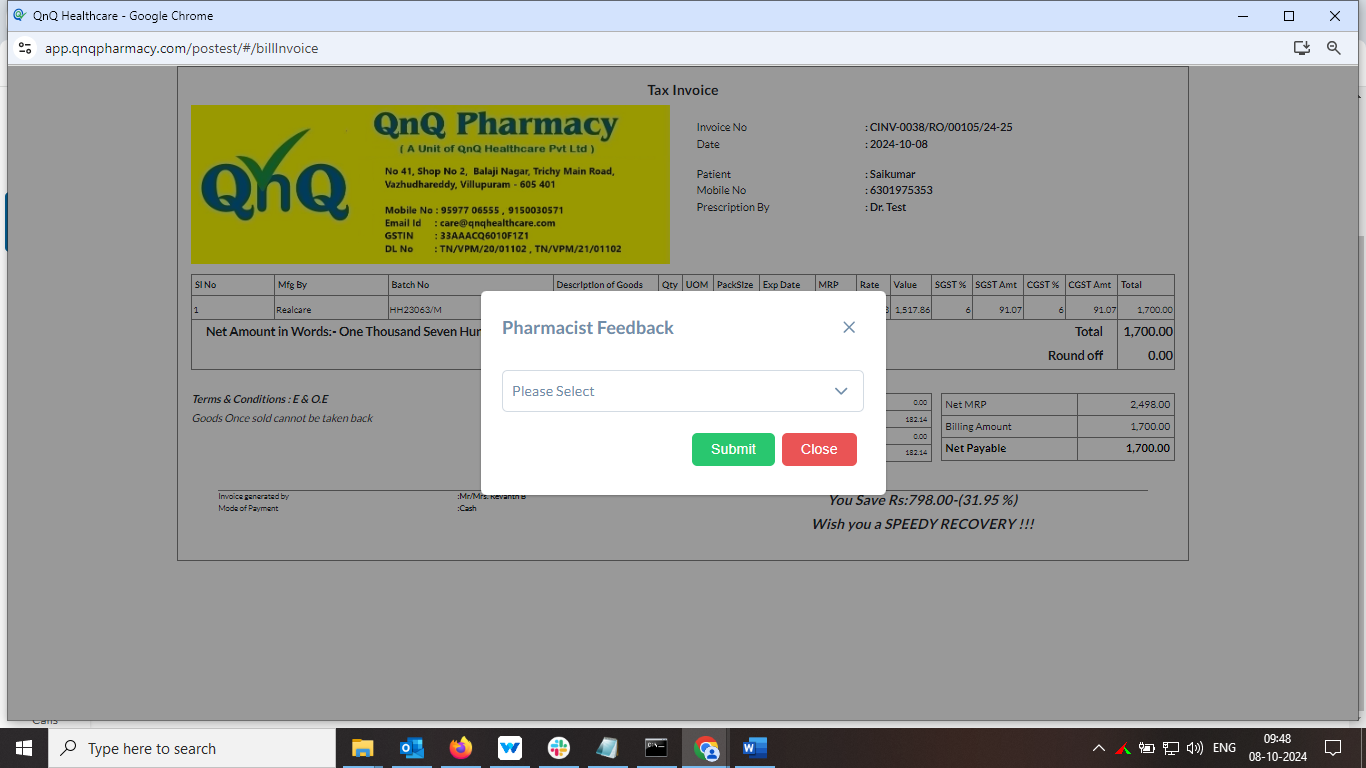 QnQ Healthcare - Google Chrome
app.qnqpharmacy.com/postest/#/billInvoice
Tax Invoice
QnQ Pharmacy
( A Unit of QnQ Healthcare Pvt Ltd )
No 41, Shop No 2, Balaji Nagar, Trichy Main Road,
Vazhudhareddy, Villupuram - 605 401
Mobile No : 95977 06555 , 9150030571
Email Id : care@qnqhealthcare.com
GSTIN : 33AAACQ6010F1Z1
DL No : TN/VPM/20/01102 , TN/VPM/21/01102
QnQ
Invoice No : CINV-0038/RO/00105/24-25
Date : 2024-10-08
Patient : Saikumar
Mobile No : 6301975353
Prescription By : Dr. Test
Sl No Mfg By Batch No Description of Goods Qty UOM PackSize Exp Date MRP Rate Value SGST % SGST Amt CGST % CGST Amt Total
1 Realcare HH23063/M 1,517.86 6 91.07 6 91.07 1,700.00
Net Amount in Words:- One Thousand Seven Hun
Total 1,700.00
Round off 0.00
Pharmacist Feedback
Please Select
Submit Close
Terms & Conditions : E & O.E
Goods Once sold cannot be taken back
0.00
182.14
0.00
182.14
Net MRP 2,498.00
Billing Amount 1,700.00
Net Payable 1,700.00
Invoice generated by :Mr/Mrs. Revanth B
Mode of Payment :Cash
You Save Rs:798.00-(31.95 %)
Wish you a SPEEDY RECOVERY !!!
Calls
Type here to search
ENG
09:48
08-10-2024